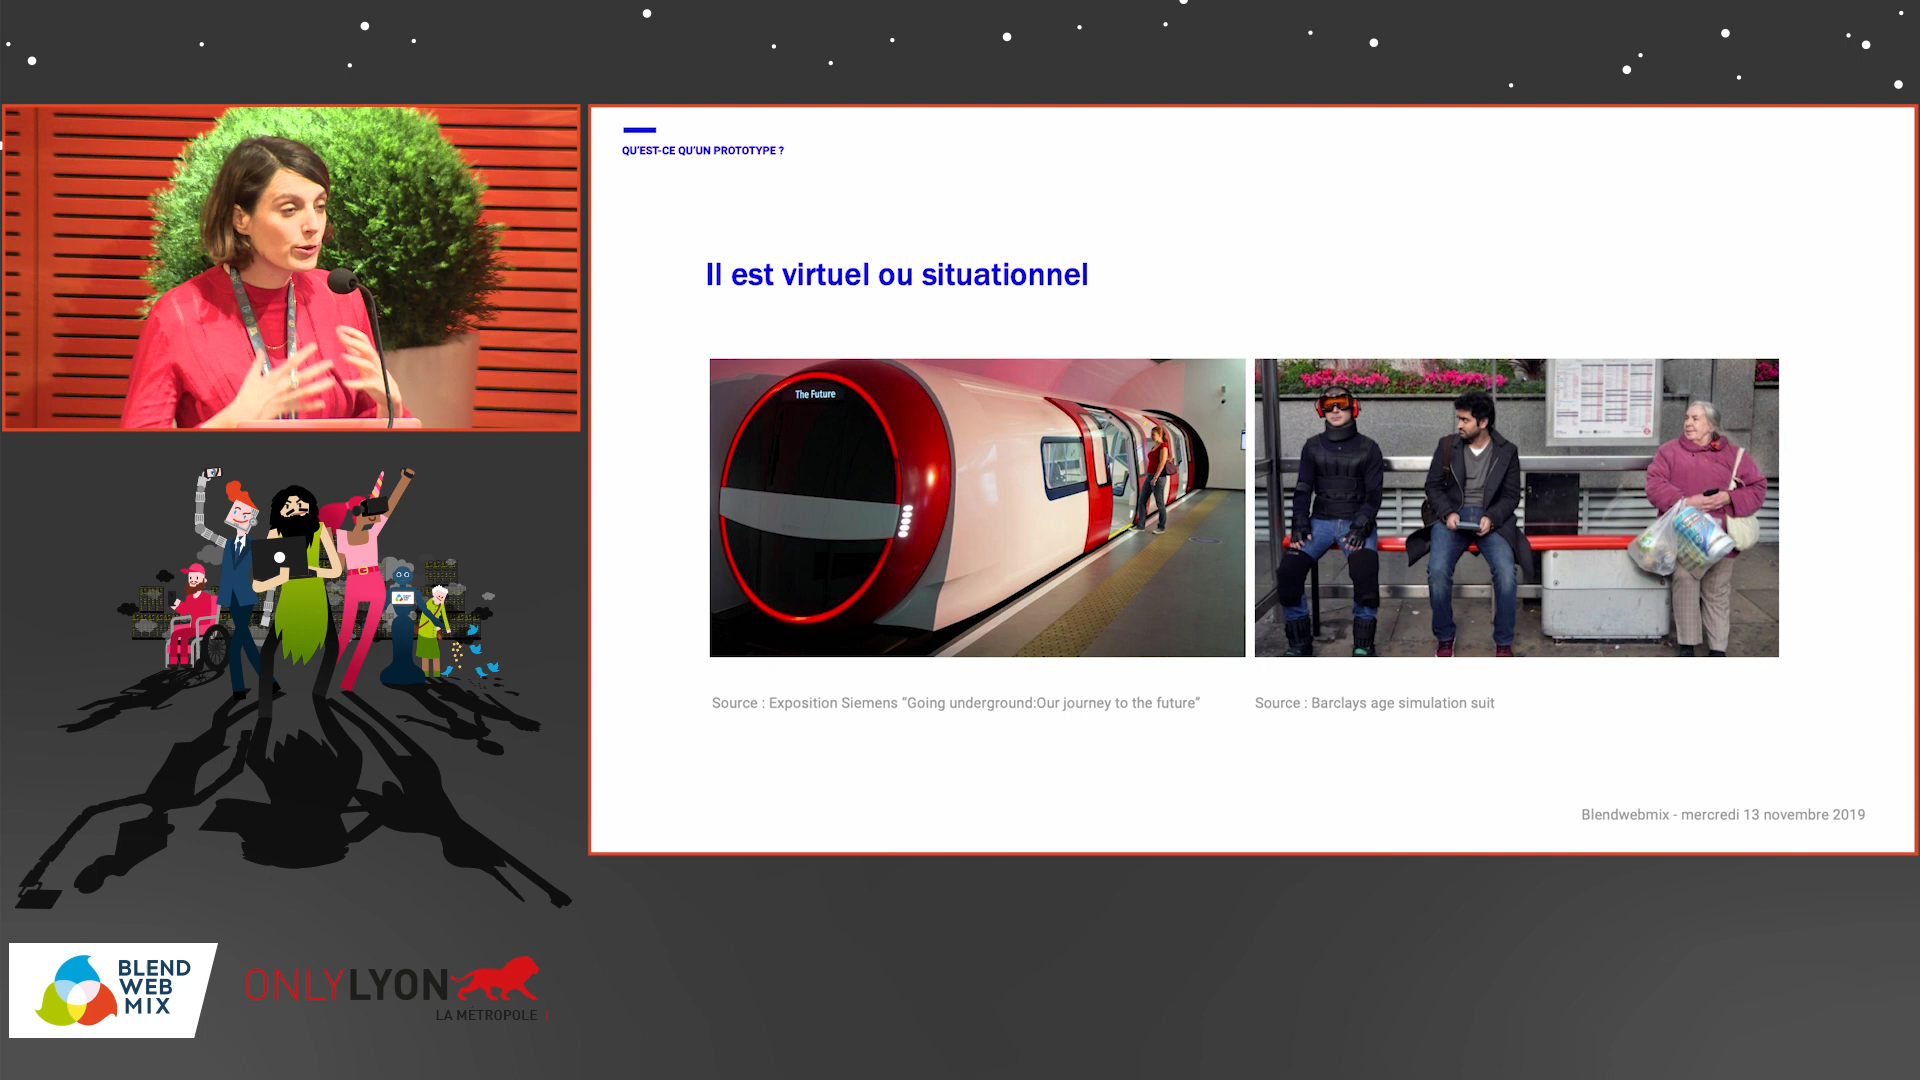 QU'EST-CE QU'UN PROTOTYPE ?
Il est virtuel ou situationnel
The Future
Source : Exposition Siemens “Going underground:Our journey to the future”
Source : Barclays age simulation suit
Blendwebmix - mercredi 13 novembre 2019
BLEND
WEB
MIX
ONLYLYON
LA MÉTROPOLE